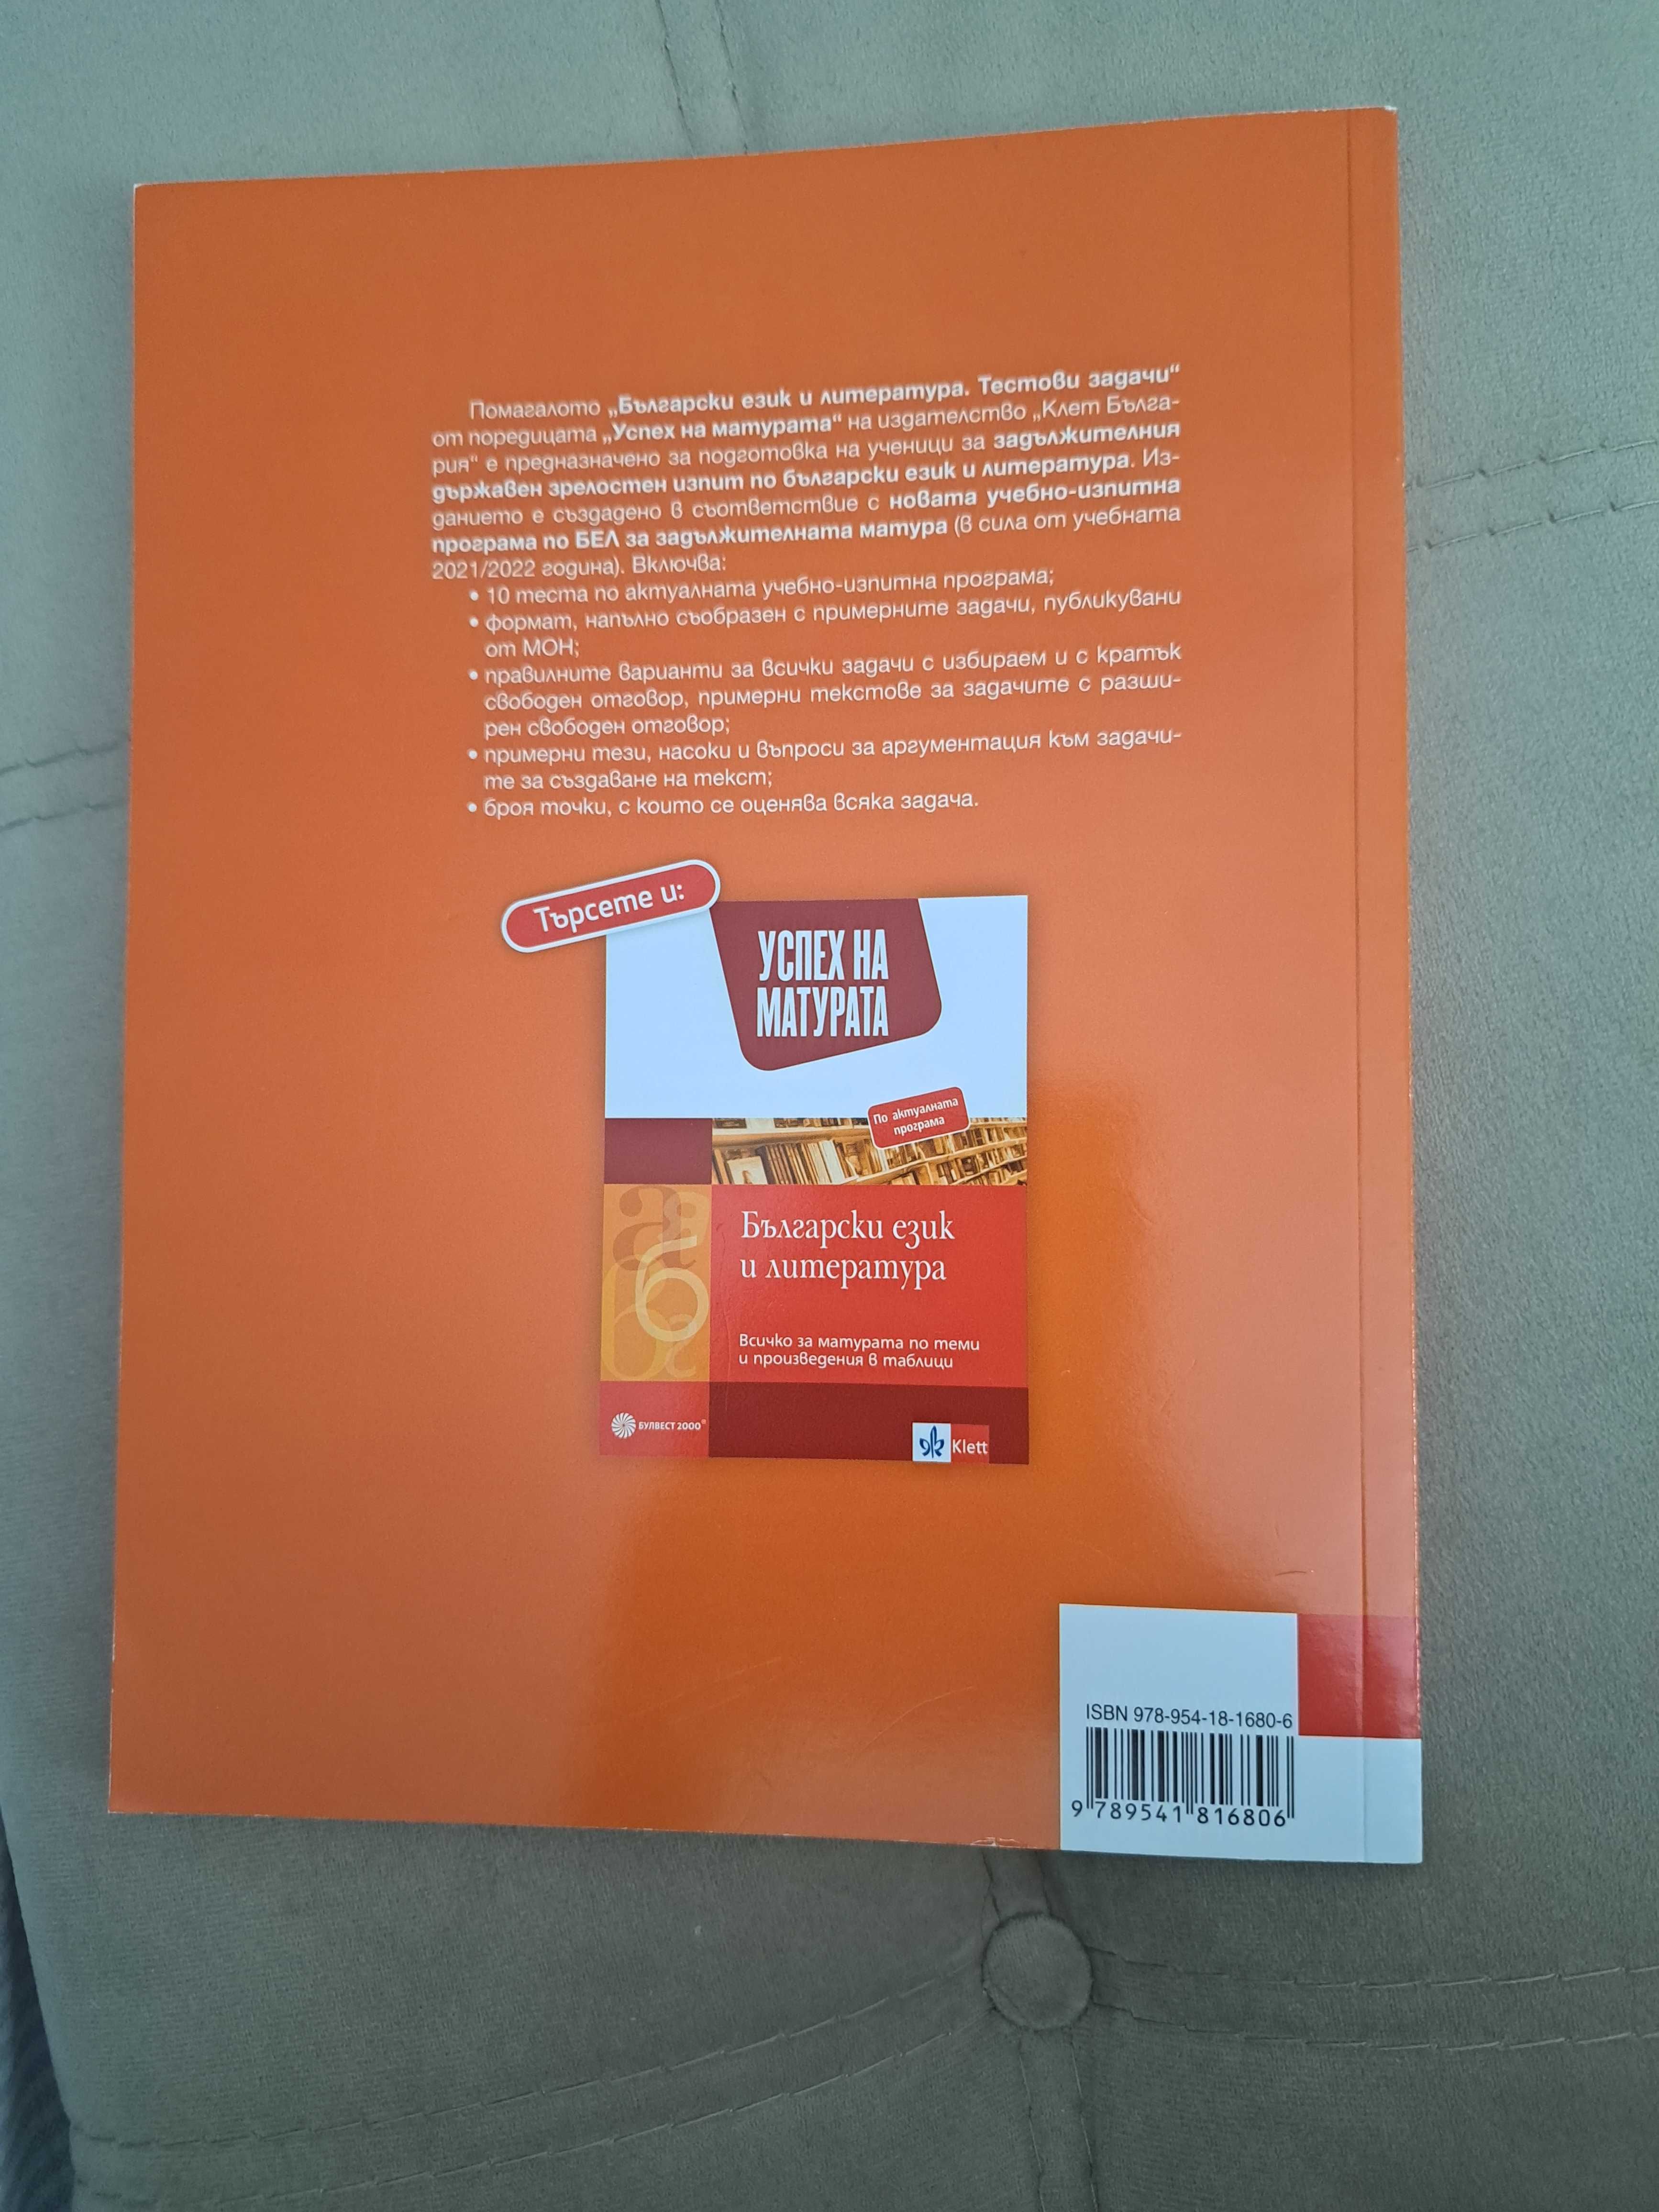 Помагалото „Български език и литература. Тестови задачи“
от поредицата „Успех на матурата“ на издателство „Клет Бълга-
рия“ е предназначено за подготовка на ученици за задължителния
държавен зрелостен изпит по български език и литература. Из-
данието е създадено в съответствие с новата учебно-изпитна
програма по БЕЛ за задължителната матура (в сила от учебната
2021/2022 година). Включва:
• 10 теста по актуалната учебно-изпитна програма;
• формат, напълно съобразен с примерните задачи, публикувани
от МОН;
• правилните варианти за всички задачи с избираем и с кратък
свободен отговор, примерни текстове за задачите с разши-
рен свободен отговор;
• примерни тези, насоки и въпроси за аргументация към задачи-
те за създаване на текст;
• броя точки, с които се оценява всяка задача.
Търсете и:
УСПЕХ НА
МАТУРАТА
По актуалната
програма
Български език
и литература
Всичко за матурата по теми
и произведения в таблици
БУЛВЕСТ 2000®
Klett
ISBN 978-954-18-1680-6
9 789541 816806